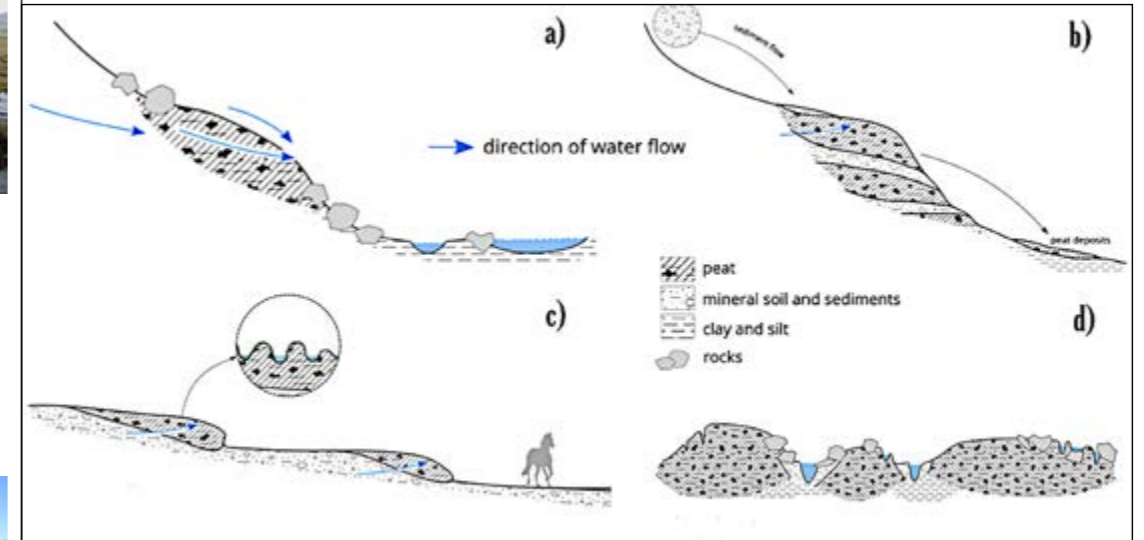 a)
b)
sediment flow
direction of water flow
peat deposits
peat
mineral soil and sediments
clay and silt
rocks
c)
d)